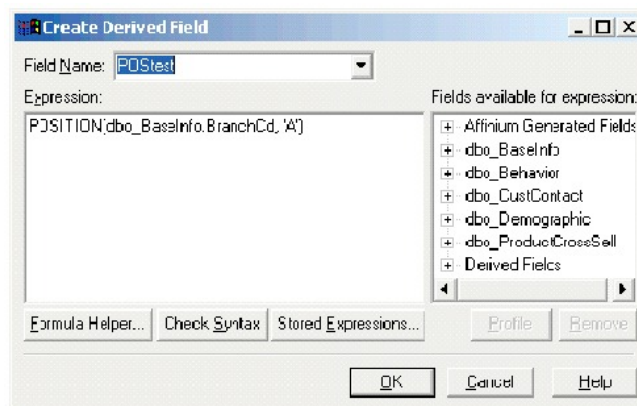 Create Derived Field
Field Name: POStest
Expression:
POSITION(dbo_BaseInfo.BranchCd, 'A')
Fields available for expression:
Affinium Generated Fields
dbo_BaseInfo
dbo_Behavior
dbo_CustContact
dbo_Demographic
dbo_ProductCrossSell
Derived Fields
Formula Helper...
Check Syntax
Stored Expressions...
Profile
Remove
OK
Cancel
Help